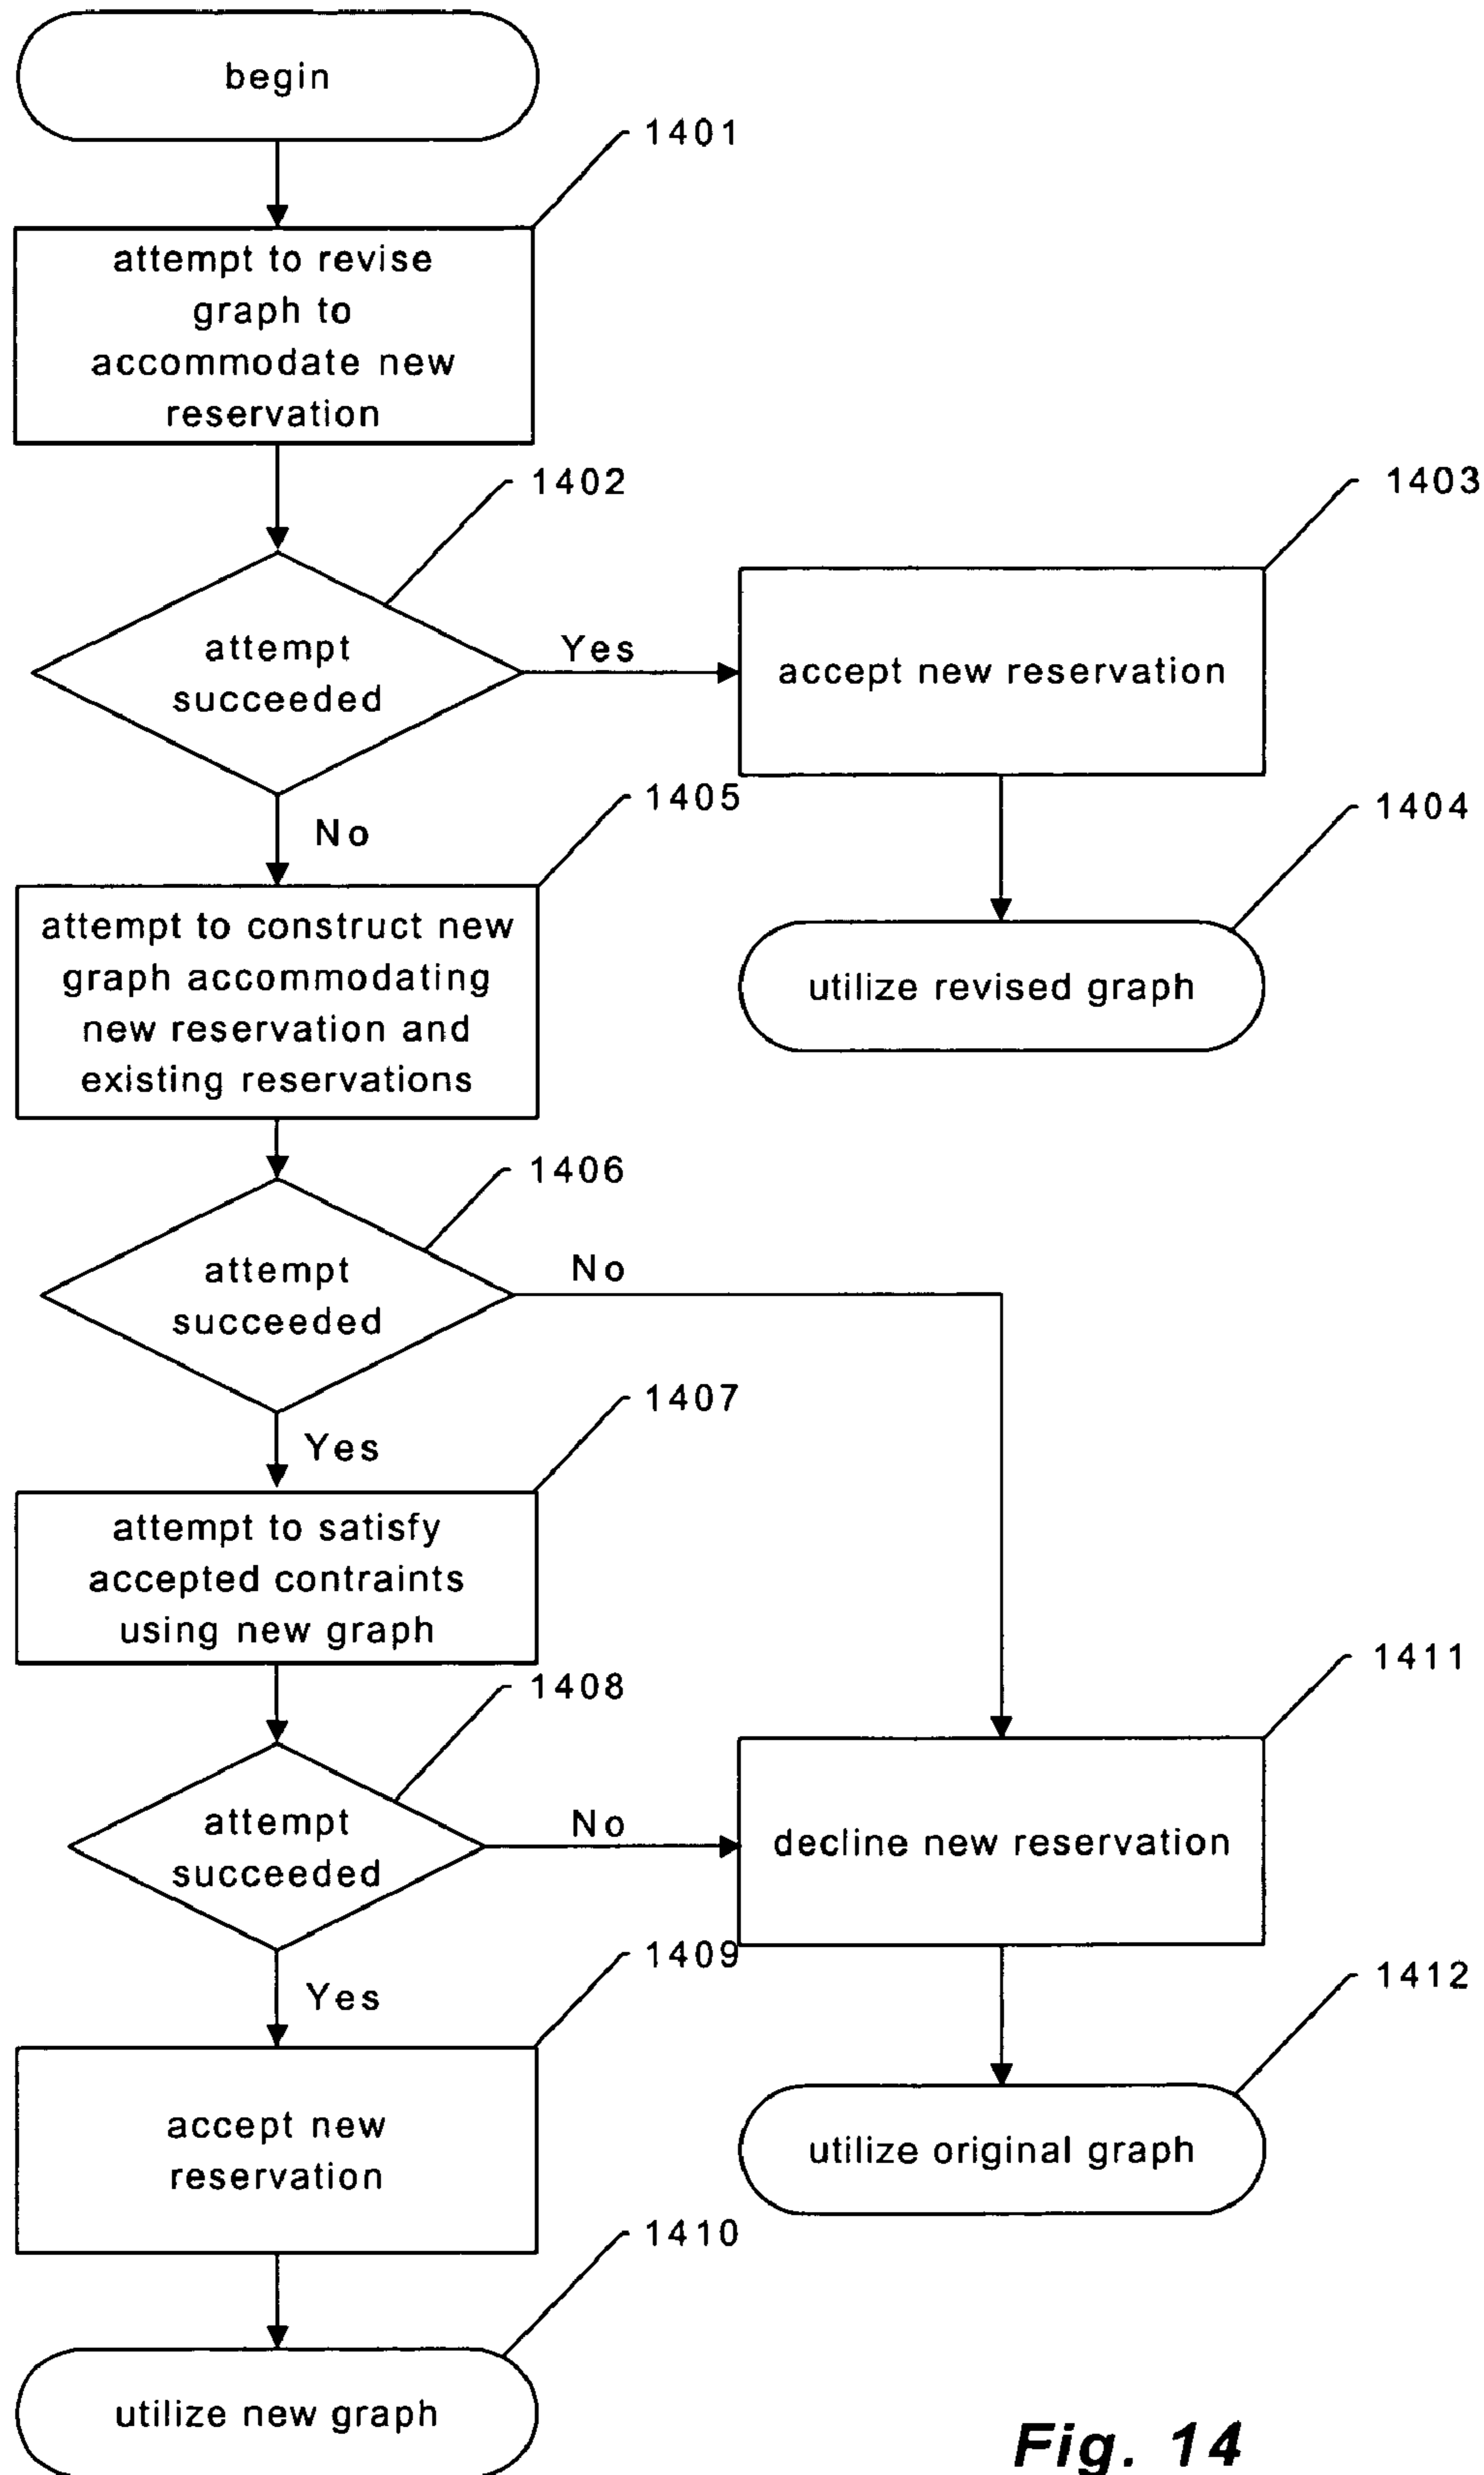 begin
1401
attempt to revise
graph to
accommodate new
reservation
1402
1403
attempt
succeeded
Yes
accept new reservation
No
1405
1404
attempt to construct new
graph accommodating
new reservation and
existing reservations
utilize revised graph
1406
attempt
succeeded
No
Yes
1407
attempt to satisfy
accepted contraints
using new graph
1408
1411
attempt
succeeded
No
decline new reservation
Yes
1409
1412
accept new
reservation
utilize original graph
1410
utilize new graph
Fig. 14